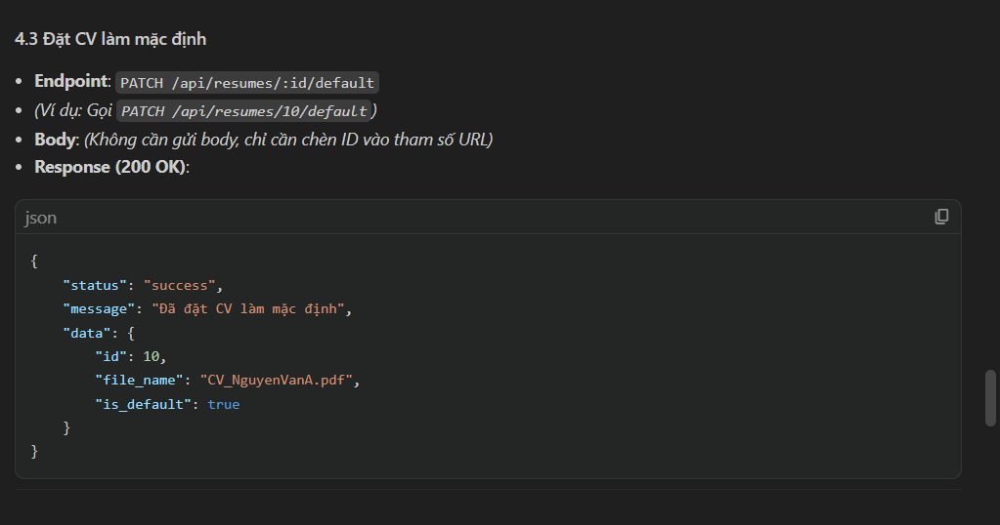 4.3 Đặt CV làm mặc định
• Endpoint: PATCH /api/resumes/:id/default
• (Ví dụ: Gọi PATCH /api/resumes/10/default)
• Body: (Không cần gửi body, chỉ cần chèn ID vào tham số URL)
• Response (200 OK):
json
{
    "status": "success",
    "message": "Đã đặt CV làm mặc định",
    "data": {
        "id": 10,
        "file_name": "CV_NguyenVanA.pdf",
        "is_default": true
    }
}